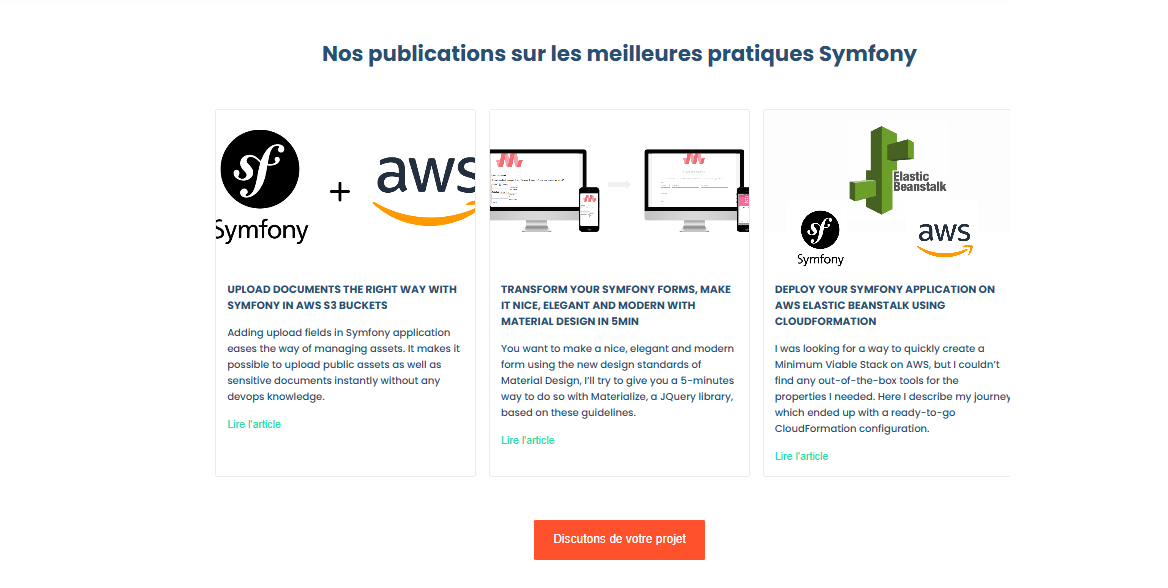 Nos publications sur les meilleures pratiques Symfony
Symfony
+
aws
Elastic
Beanstalk
Symfony
aws
UPLOAD DOCUMENTS THE RIGHT WAY WITH
SYMFONY IN AWS S3 BUCKETS
Adding upload fields in Symfony application
eases the way of managing assets. It makes it
possible to upload public assets as well as
sensitive documents instantly without any
devops knowledge.
Lire l'article
TRANSFORM YOUR SYMFONY FORMS, MAKE
IT NICE, ELEGANT AND MODERN WITH
MATERIAL DESIGN IN 5MIN
You want to make a nice, elegant and modern
form using the new design standards of
Material Design, I'll try to give you a 5-minutes
way to do so with Materialize, a JQuery library,
based on these guidelines.
Lire l'article
DEPLOY YOUR SYMFONY APPLICATION ON
AWS ELASTIC BEANSTALK USING
CLOUDFORMATION
I was looking for a way to quickly create a
Minimum Viable Stack on AWS, but I couldn't
find any out-of-the-box tools for the
properties I needed. Here I describe my journey
which ended up with a ready-to-go
CloudFormation configuration.
Lire l'article
Discutons de votre projet